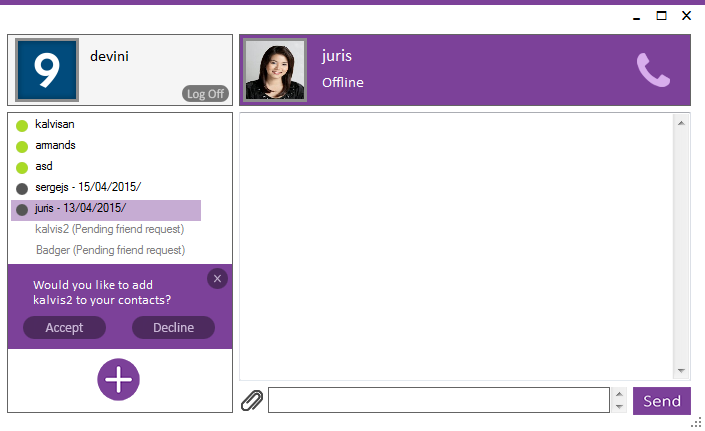 9
devini
Log Off
juris
Offline
kalvisan
armands
asd
sergejs - 15/04/2015/
juris - 13/04/2015/
kalvis2 (Pending friend request)
Badger (Pending friend request)
Would you like to add
kalvis2 to your contacts?
Accept
Decline
Send